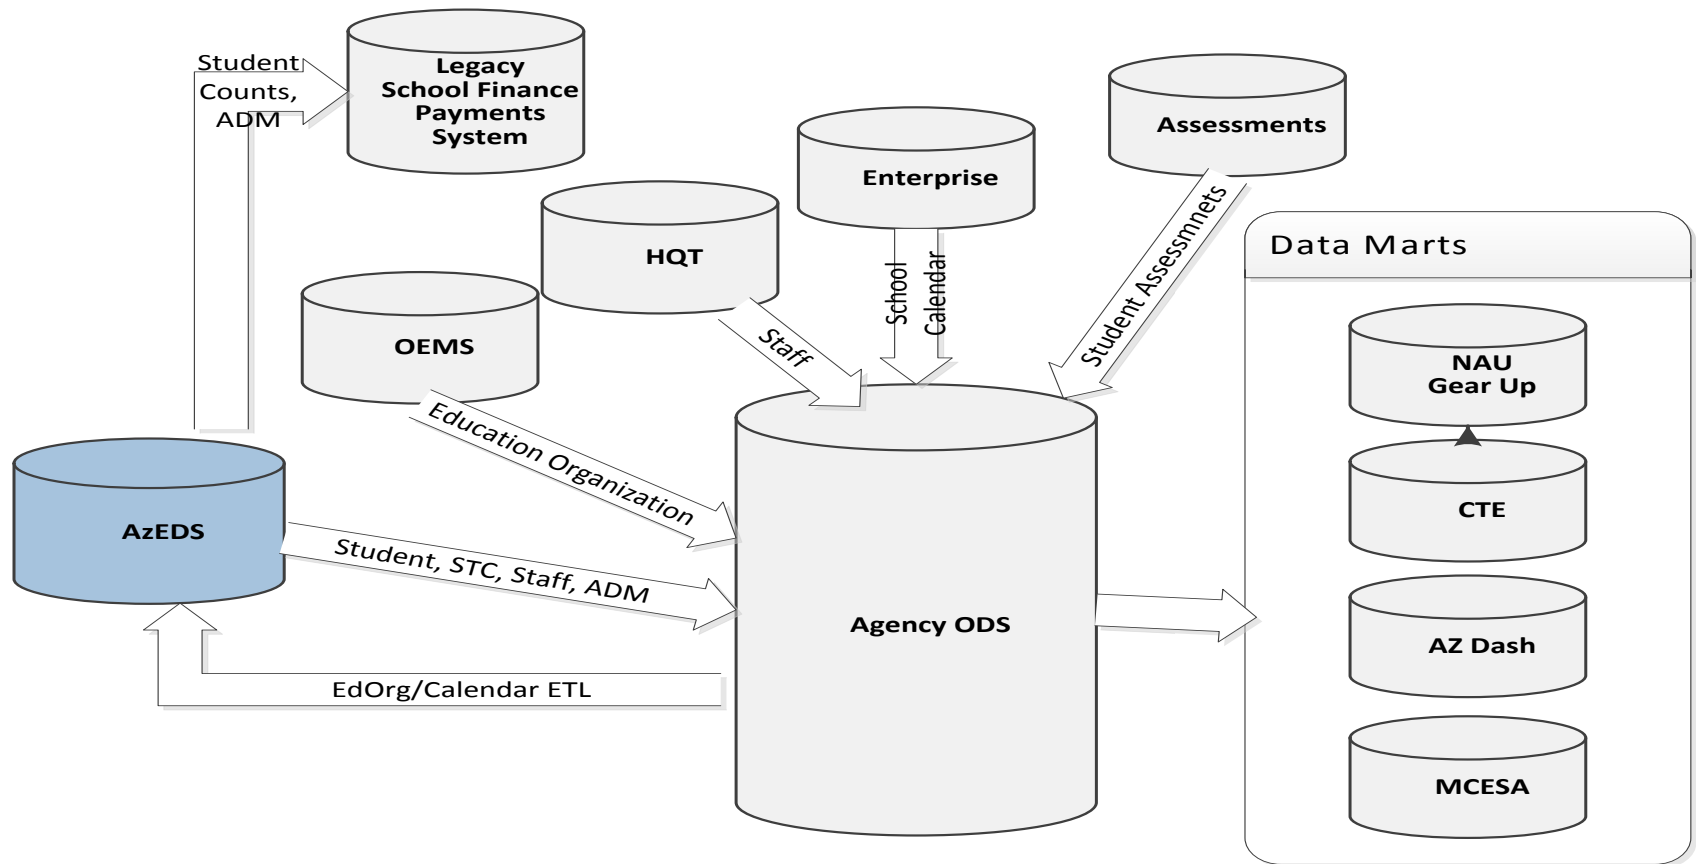 Student
Counts,
ADM
Legacy
School Finance
Payments
System
Assessments
Enterprise
HQT
OEMS
Staff
School
Calendar
Student Assessmnets
Education Organization
Data Marts
NAU
Gear Up
CTE
AZ Dash
MCESA
AzEDS
Student, STC, Staff, ADM
Agency ODS
EdOrg/Calendar ETL